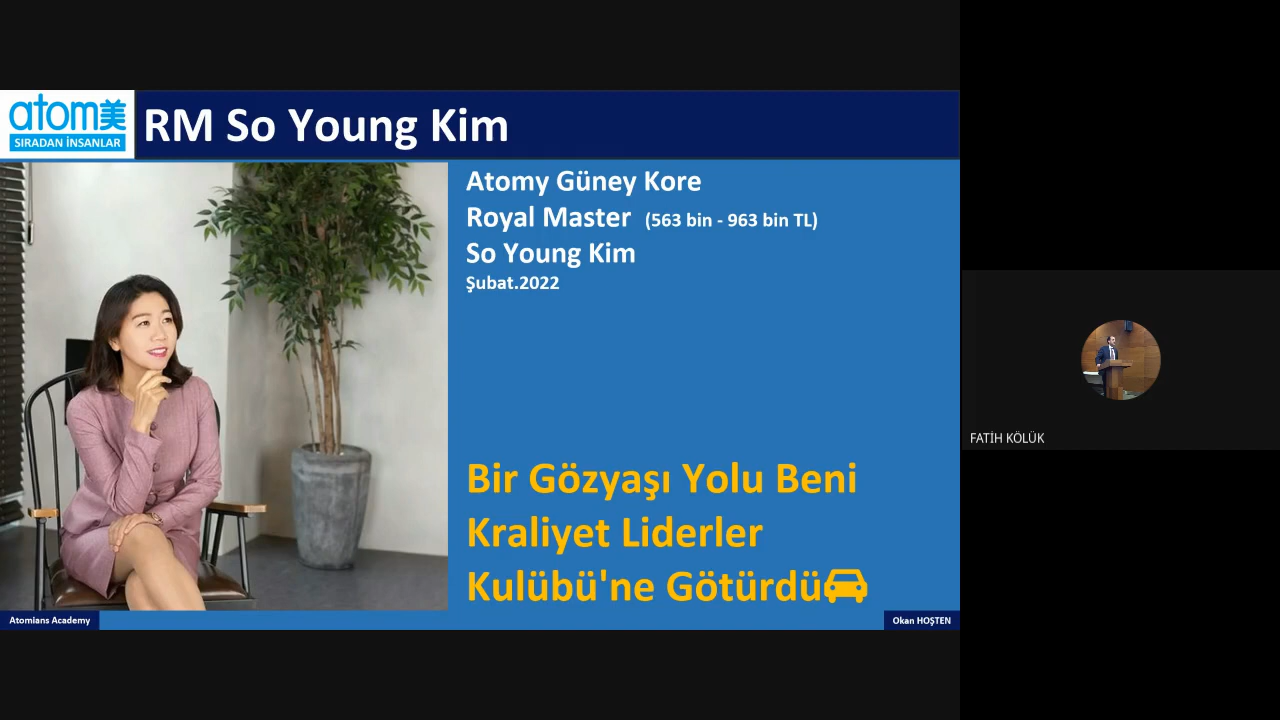 atom美
SIRADAN İNSANLAR
RM So Young Kim
Atomy Güney Kore
Royal Master (563 bin - 963 bin TL)
So Young Kim
Şubat.2022
Bir Gözyaşı Yolu Beni
Kraliyet Liderler
Kulübü'ne Götürdü
Atomians Academy
Okan HOŞTEN
FATİH KÖLÜK